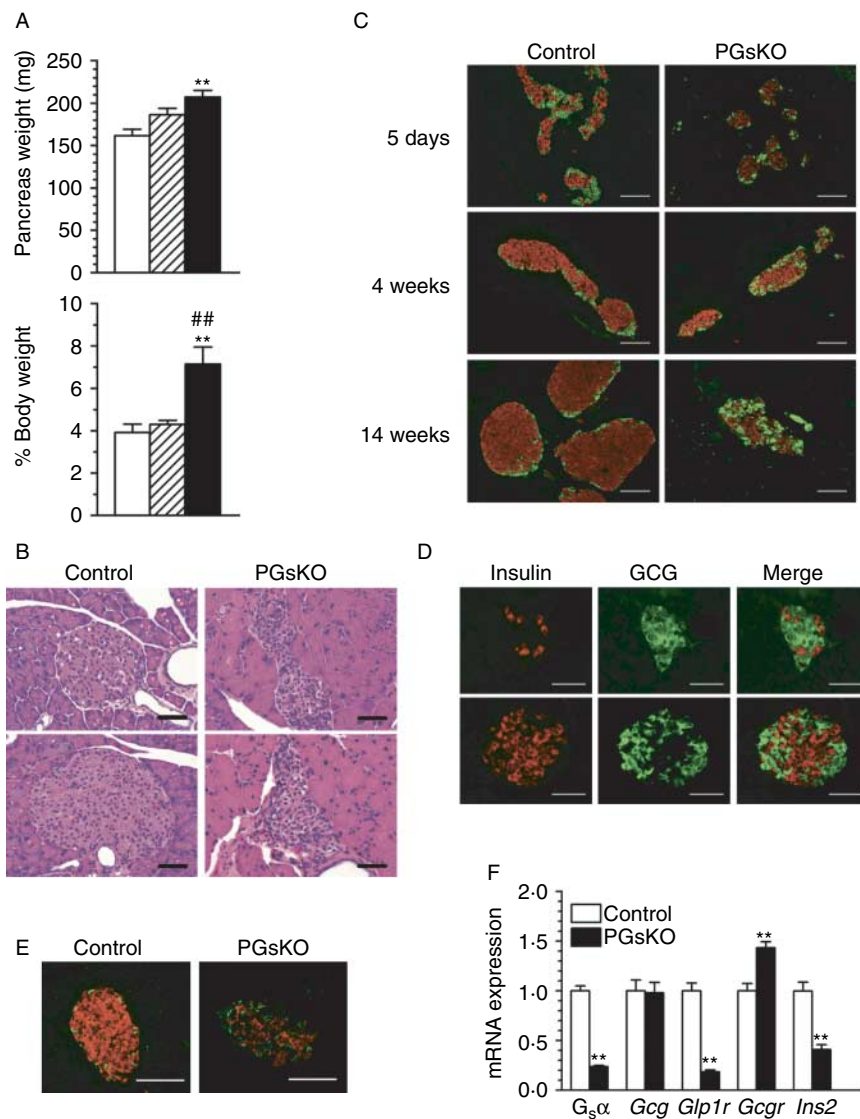 A
Pancreas weight (mg)
250
200
150
100
50
0
**
% Body weight
10
8
6
4
2
0
##
**
B
Control PGsKO
C
Control PGsKO
5 days
4 weeks
14 weeks
D
Insulin GCG Merge
E
Control PGsKO
F
mRNA expression
2·0
1·5
1·0
0·5
0·0
Control
PGsKO
** ** ** **
Gsα Gcg Glp1r Gcgr Ins2